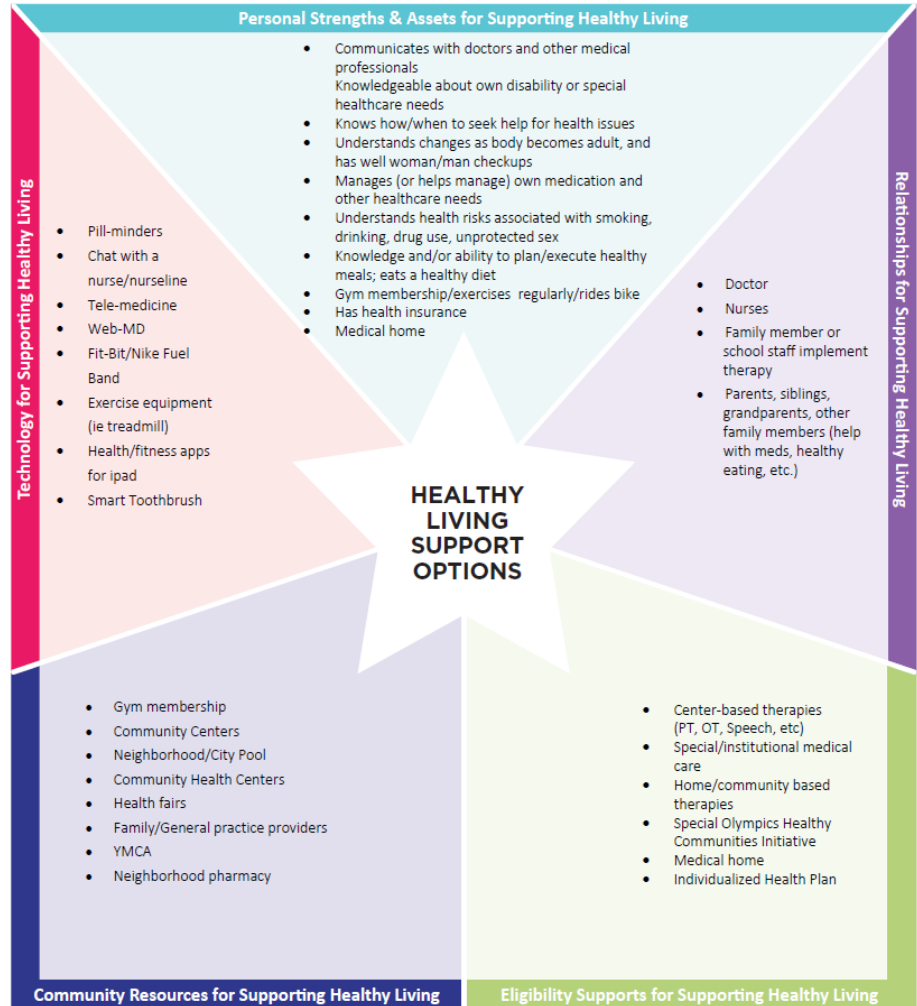 Personal Strengths & Assets for Supporting Healthy Living
• Communicates with doctors and other medical
professionals
Knowledgeable about own disability or special
healthcare needs
• Knows how/when to seek help for health issues
• Understands changes as body becomes adult, and
has well woman/man checkups
• Manages (or helps manage) own medication and
other healthcare needs
• Understands health risks associated with smoking,
drinking, drug use, unprotected sex
• Knowledge and/or ability to plan/execute healthy
meals; eats a healthy diet
• Gym membership/exercises regularly/rides bike
• Has health insurance
• Medical home
Technology for Supporting Healthy Living
• Pill-minders
• Chat with a
nurse/nurseline
• Tele-medicine
• Web-MD
• Fit-Bit/Nike Fuel
Band
• Exercise equipment
(ie treadmill)
• Health/fitness apps
for ipad
• Smart Toothbrush
Relationships for Supporting Healthy Living
• Doctor
• Nurses
• Family member or
school staff implement
therapy
• Parents, siblings,
grandparents, other
family members (help
with meds, healthy
eating, etc.)
HEALTHY
LIVING
SUPPORT
OPTIONS
• Gym membership
• Community Centers
• Neighborhood/City Pool
• Community Health Centers
• Health fairs
• Family/General practice providers
• YMCA
• Neighborhood pharmacy
Community Resources for Supporting Healthy Living
• Center-based therapies
(PT, OT, Speech, etc)
• Special/institutional medical
care
• Home/community based
therapies
• Special Olympics Healthy
Communities Initiative
• Medical home
• Individualized Health Plan
Eligibility Supports for Supporting Healthy Living